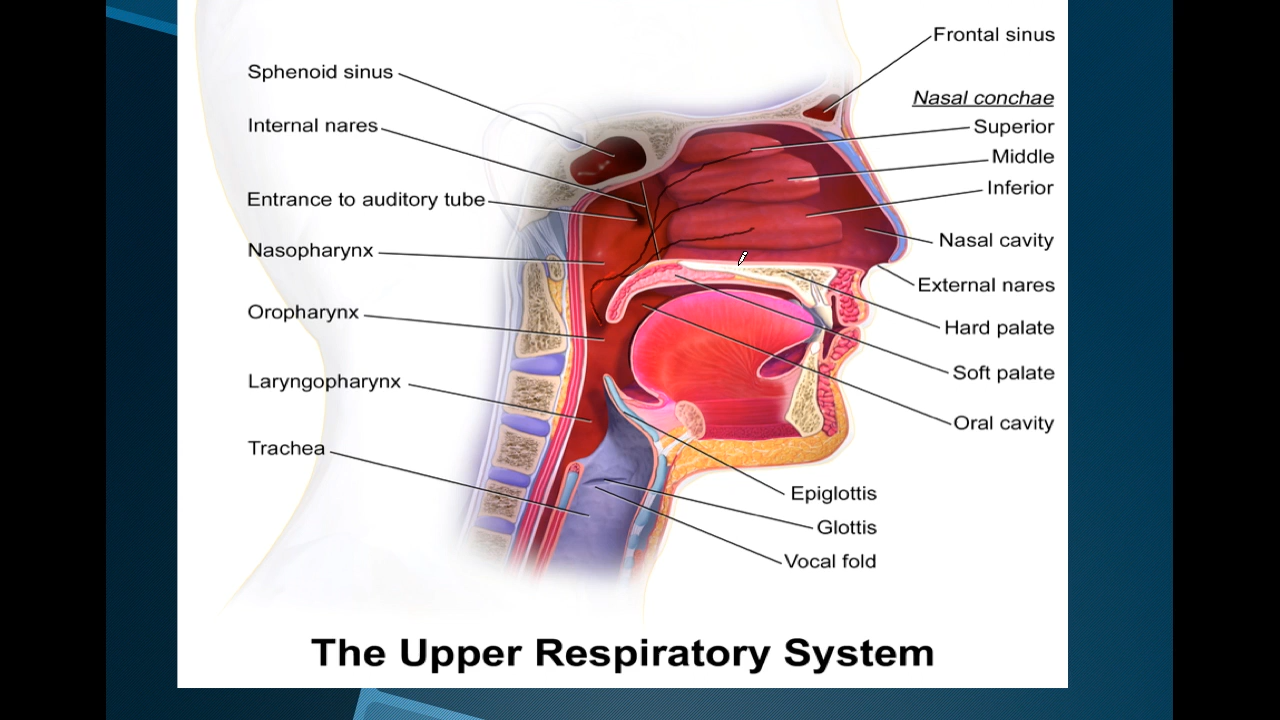 Sphenoid sinus
Internal nares
Entrance to auditory tube
Nasopharynx
Oropharynx
Laryngopharynx
Trachea
Frontal sinus
Nasal conchae
Superior
Middle
Inferior
Nasal cavity
External nares
Hard palate
Soft palate
Oral cavity
Epiglottis
Glottis
Vocal fold
The Upper Respiratory System